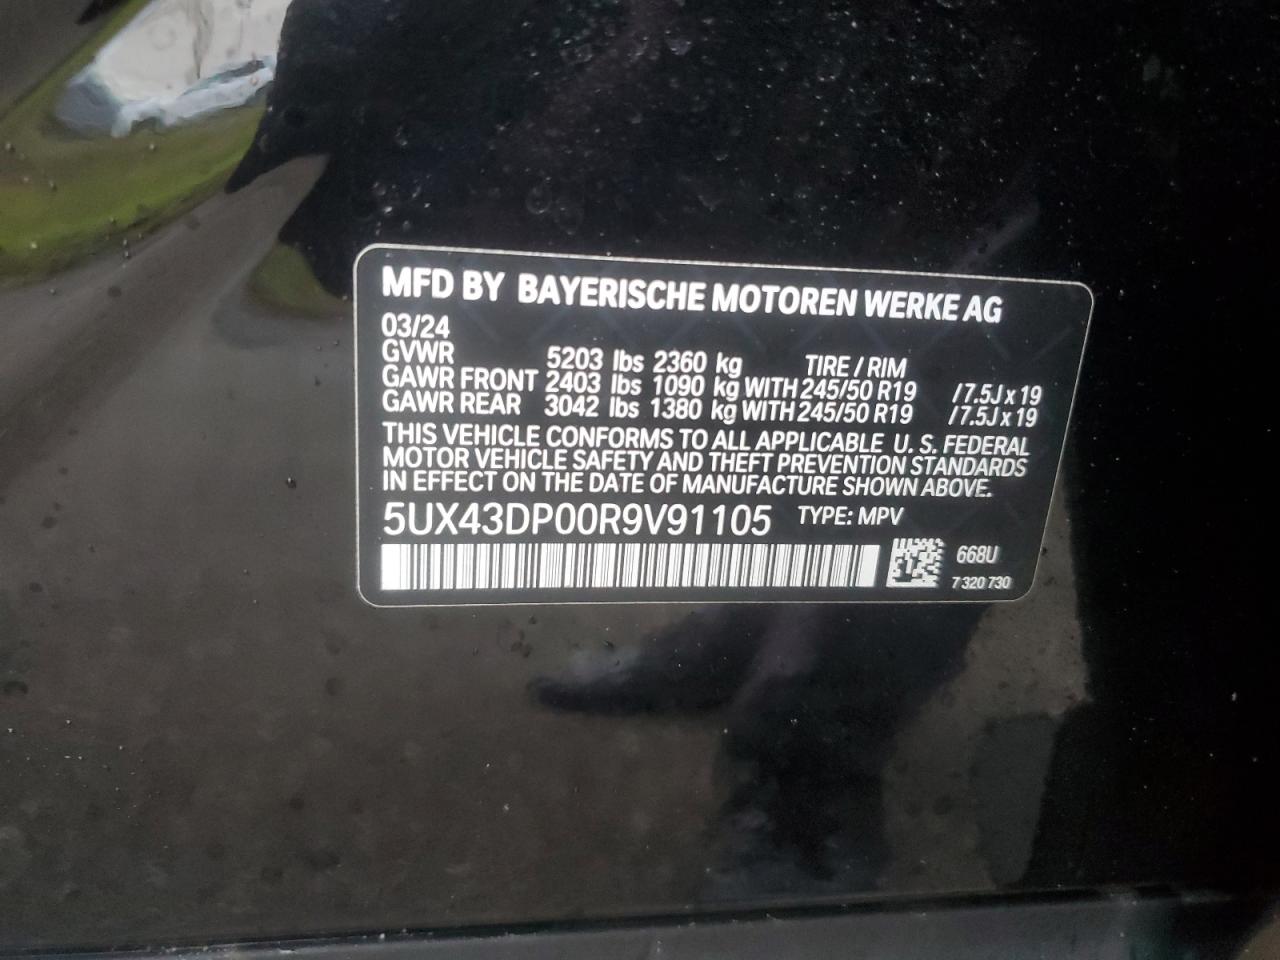 MFD BY BAYERISCHE MOTOREN WERKE AG
03/24
GVWR 5203 lbs 2360 kg TIRE / RIM
GAWR FRONT 2403 lbs 1090 kg WITH 245/50 R19 / 7.5J x 19
GAWR REAR 3042 lbs 1380 kg WITH 245/50 R19 / 7.5J x 19
THIS VEHICLE CONFORMS TO ALL APPLICABLE U. S. FEDERAL
MOTOR VEHICLE SAFETY AND THEFT PREVENTION STANDARDS
IN EFFECT ON THE DATE OF MANUFACTURE SHOWN ABOVE.
5UX43DP00R9V91105 TYPE: MPV
668U
7 320 730